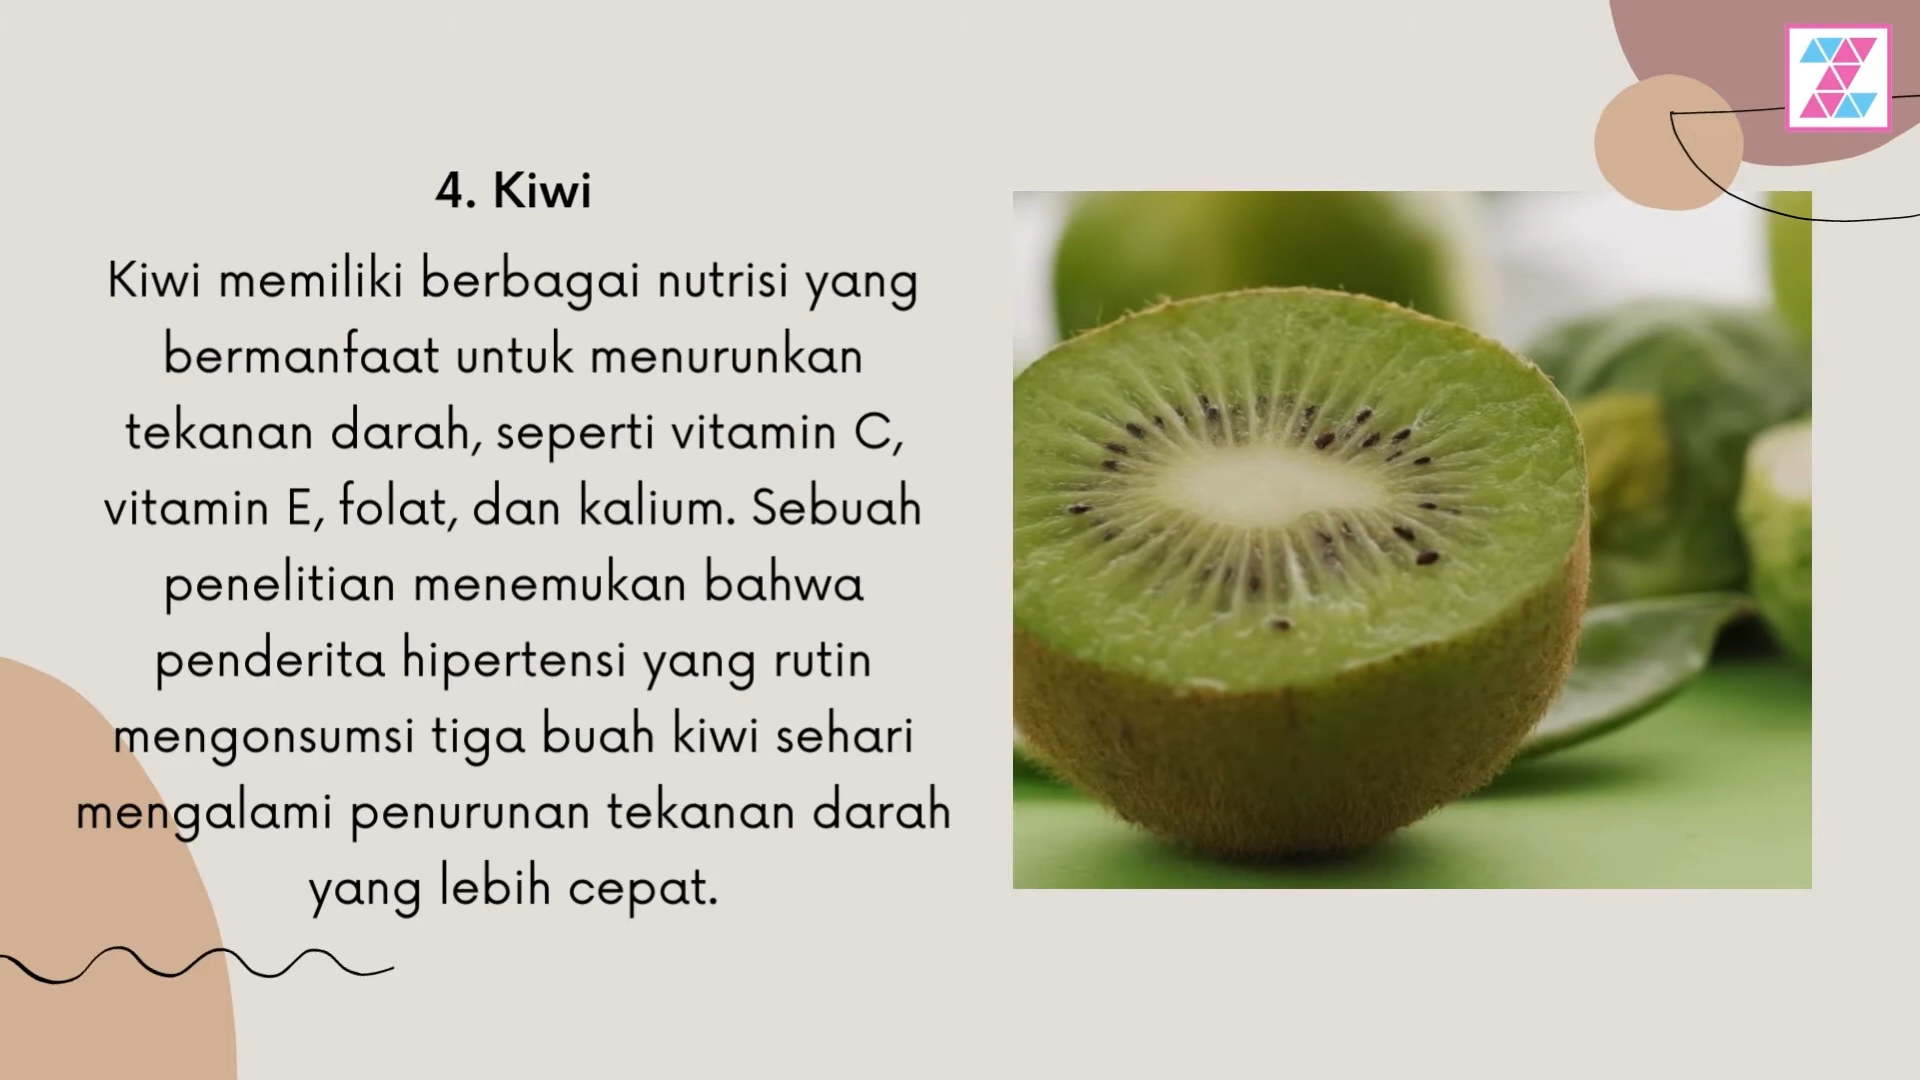 4. Kiwi
Kiwi memiliki berbagai nutrisi yang
bermanfaat untuk menurunkan
tekanan darah, seperti vitamin C,
vitamin E, folat, dan kalium. Sebuah
penelitian menemukan bahwa
penderita hipertensi yang rutin
mengonsumsi tiga buah kiwi sehari
mengalami penurunan tekanan darah
yang lebih cepat.